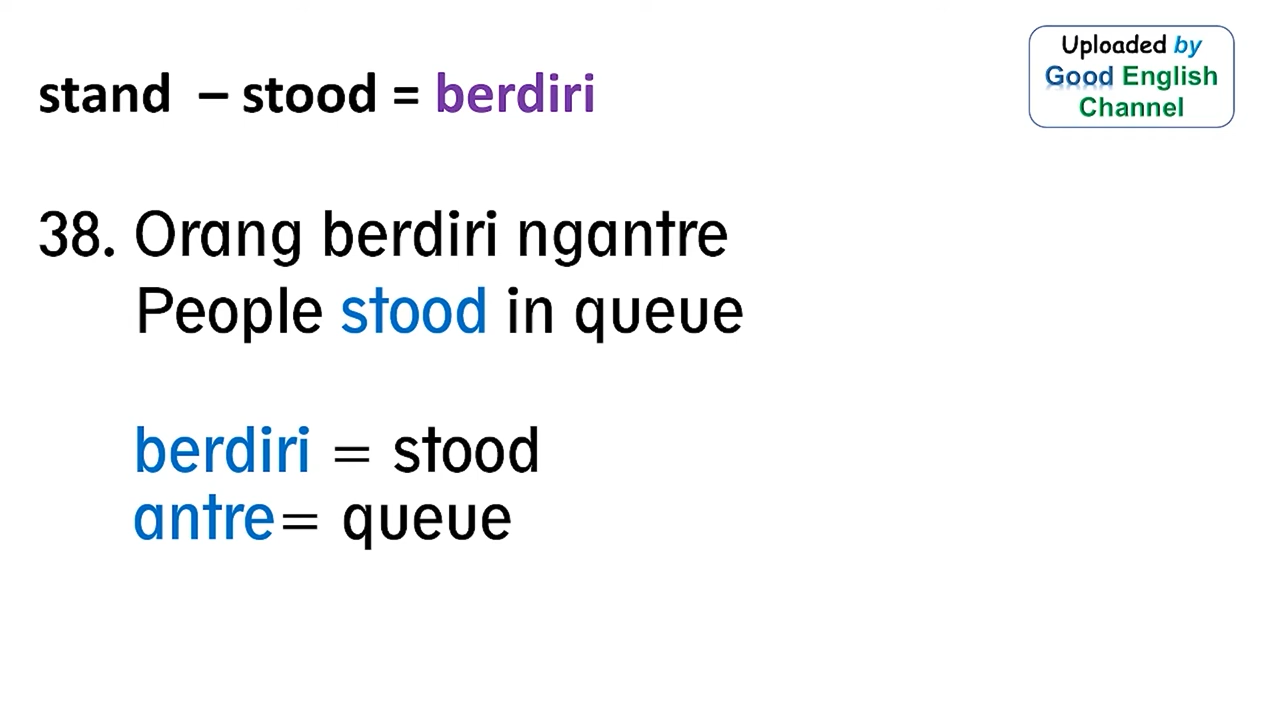 Uploaded by
Good English
Channel
stand – stood = berdiri
38. Orang berdiri ngantre
People stood in queue
berdiri = stood
antre= queue